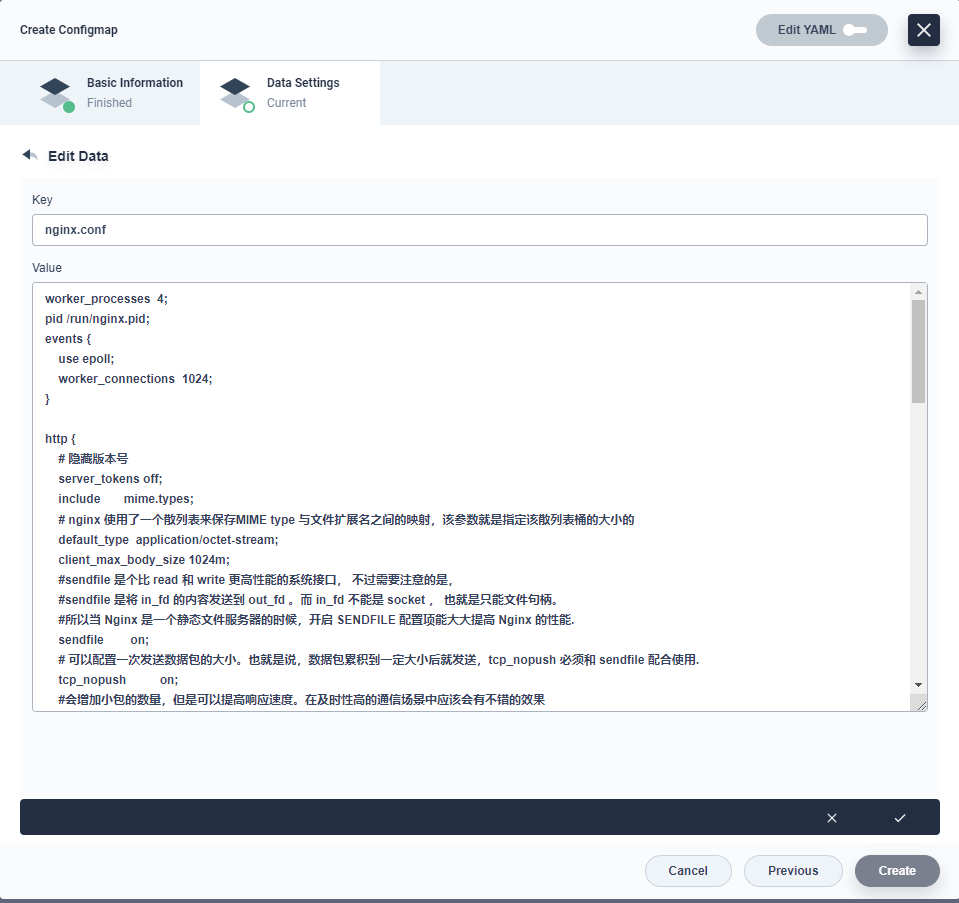 Create Configmap
Edit YAML
Basic Information
Finished
Data Settings
Current
Edit Data
Key
nginx.conf
Value
worker_processes  4;
pid /run/nginx.pid;
events {
    use epoll;
    worker_connections  1024;
}
http {
    # 隐藏版本号
    server_tokens off;
    include       mime.types;
    # nginx 使用了一个散列表来保存MIME type 与文件扩展名之间的映射，该参数就是指定该散列表桶的大小的
    default_type  application/octet-stream;
    client_max_body_size 1024m;
    #sendfile 是个比 read 和 write 更高性能的系统接口， 不过需要注意的是，
    #sendfile 是将 in_fd 的内容发送到 out_fd 。而 in_fd 不能是 socket ， 也就是只能文件句柄。
    #所以当 Nginx 是一个静态文件服务器的时候，开启 SENDFILE 配置项能大大提高 Nginx 的性能.
    sendfile        on;
    # 可以配置一次发送数据包的大小。也就是说，数据包累积到一定大小后就发送，tcp_nopush 必须和 sendfile 配合使用.
    tcp_nopush          on;
    #会增加小包的数量，但是可以提高响应速度。在及时性高的通信场景中应该会有不错的效果
Cancel
Previous
Create